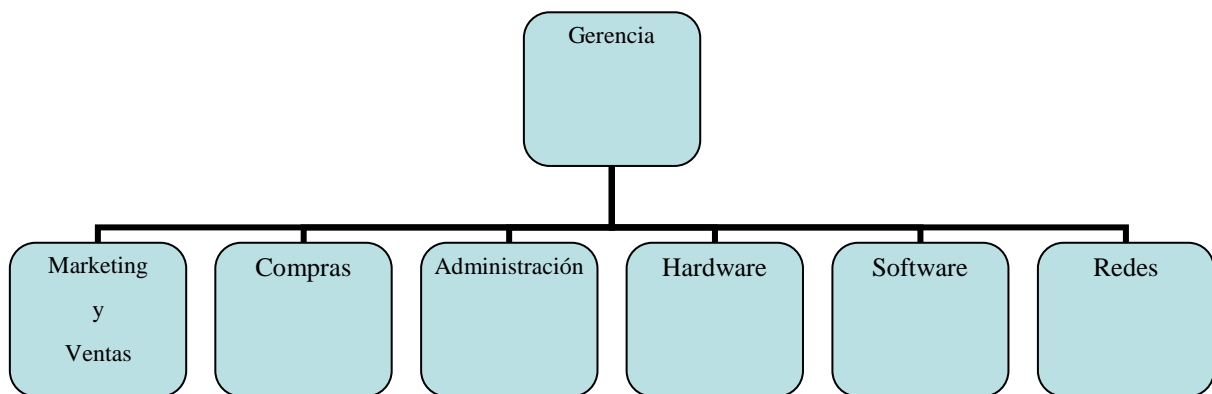 Gerencia
Marketing
y
Ventas
Compras
Administración
Hardware
Software
Redes